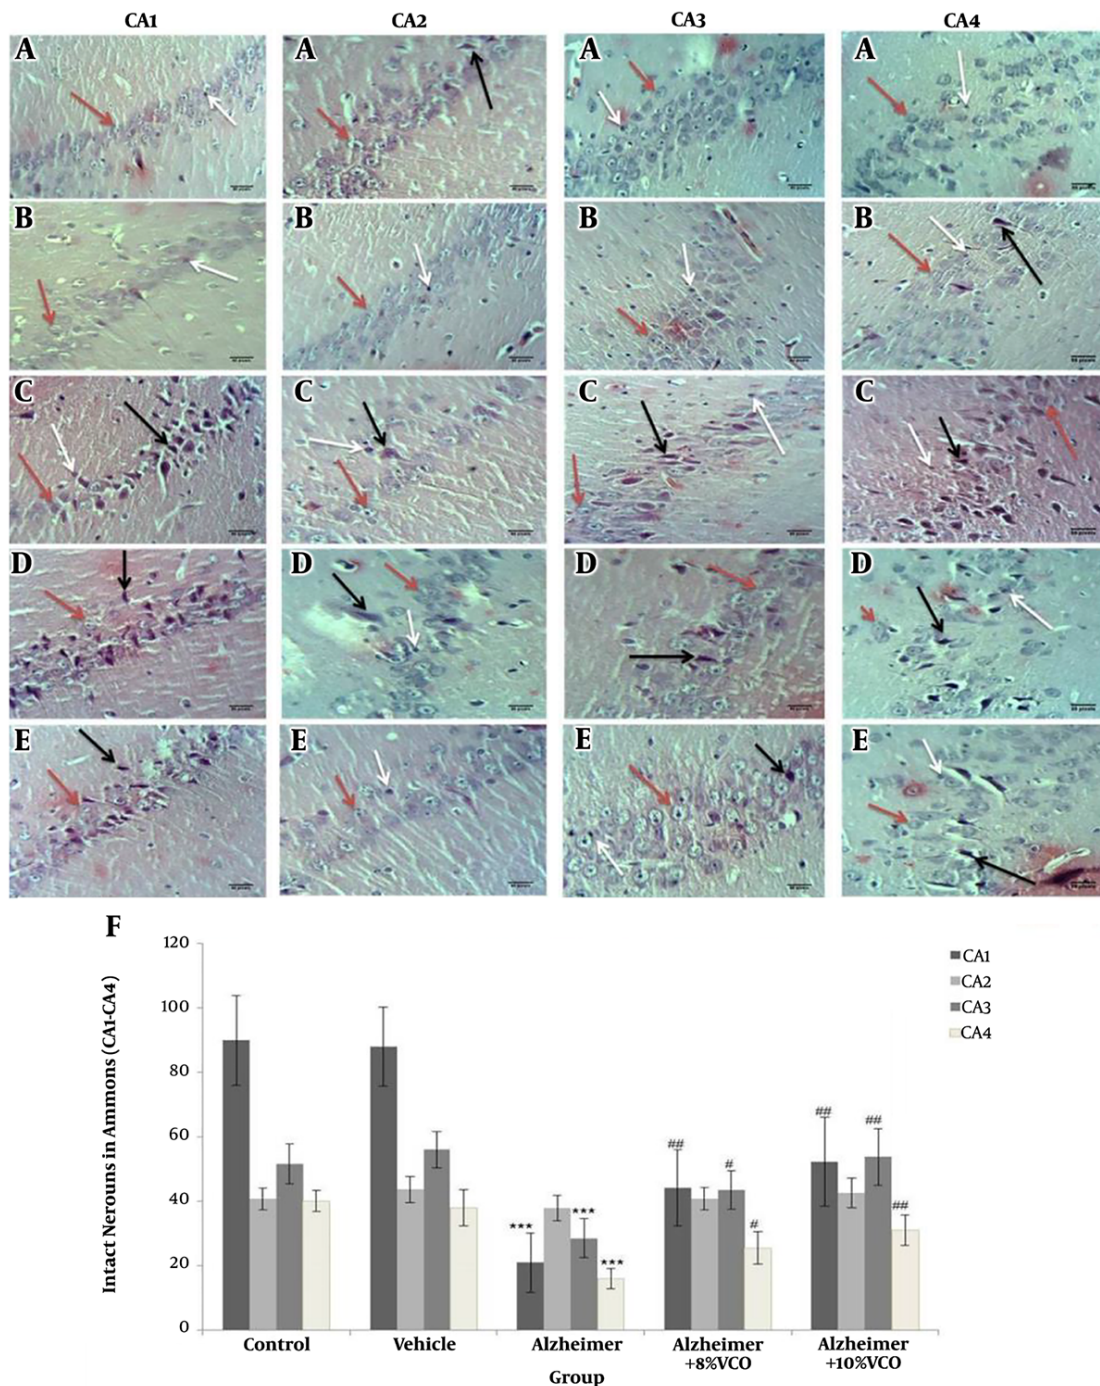 CA1 CA2 CA3 CA4
A A A A
B B B B
C C C C
D D D D
E E E E
F
120
100
80
60
40
20
0
Intact Nerouns in Ammons (CA1-CA4)
CA1
CA2
CA3
CA4
*** *** ***
## # #
## ## ##
Control Vehicle Alzheimer Alzheimer +8%VCO Alzheimer +10%VCO
Group